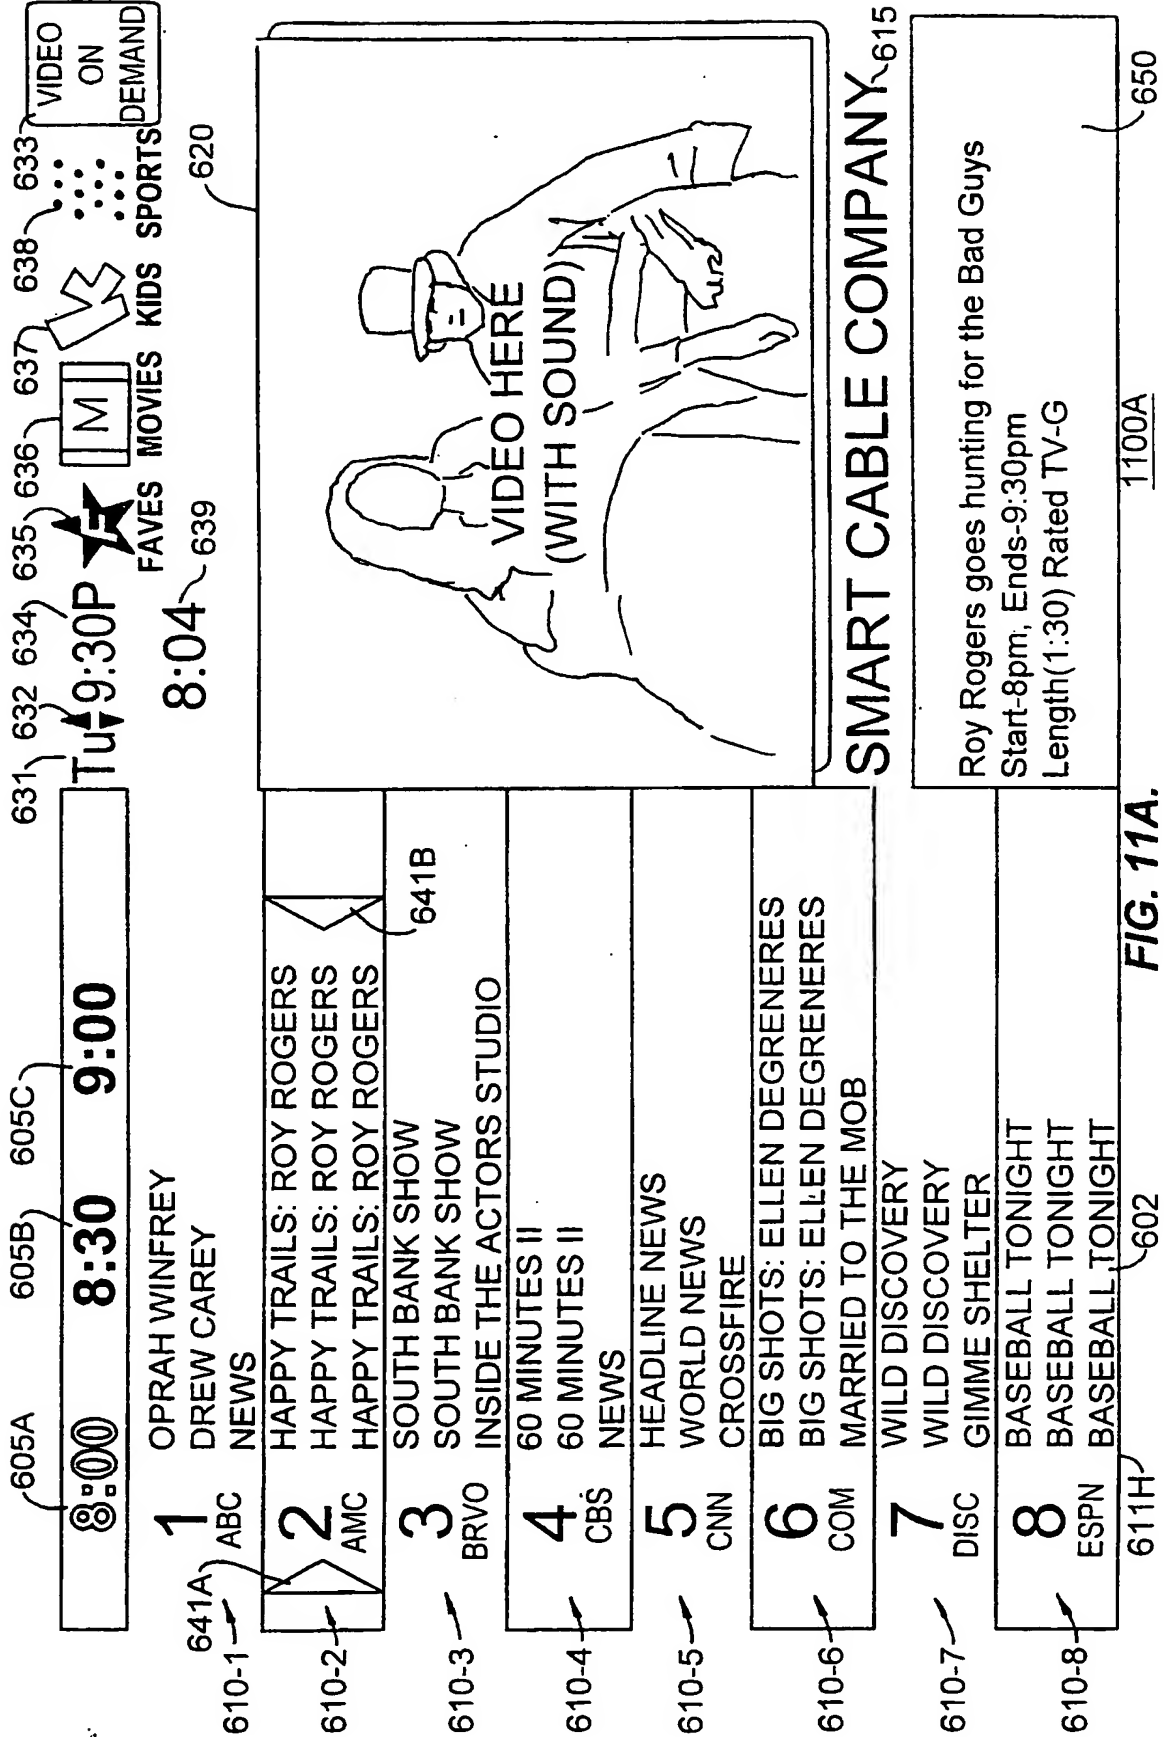 605A
605B
605C
631
632
634
635
636
637
638
633
8:00
8:30
9:00
Tu
9:30P
F
M
K
VIDEO
ON
DEMAND
FAVES
MOVIES
KIDS
SPORTS
8:04
639
620
641A
610-1
1
ABC
OPRAH WINFREY
DREW CAREY
NEWS
610-2
2
AMC
HAPPY TRAILS: ROY ROGERS
HAPPY TRAILS: ROY ROGERS
HAPPY TRAILS: ROY ROGERS
641B
610-3
3
BRVO
SOUTH BANK SHOW
SOUTH BANK SHOW
INSIDE THE ACTORS STUDIO
610-4
4
CBS
60 MINUTES II
60 MINUTES II
NEWS
610-5
5
CNN
HEADLINE NEWS
WORLD NEWS
CROSSFIRE
610-6
6
COM
BIG SHOTS: ELLEN DEGRENERES
BIG SHOTS: ELLEN DEGRENERES
MARRIED TO THE MOB
610-7
7
DISC
WILD DISCOVERY
WILD DISCOVERY
GIMME SHELTER
610-8
8
ESPN
BASEBALL TONIGHT
BASEBALL TONIGHT
BASEBALL TONIGHT
611H
602
VIDEO HERE
(WITH SOUND)
SMART CABLE COMPANY
615
Roy Rogers goes hunting for the Bad Guys
Start-8pm, Ends-9:30pm
Length(1:30) Rated TV-G
650
1100A
FIG. 11A.